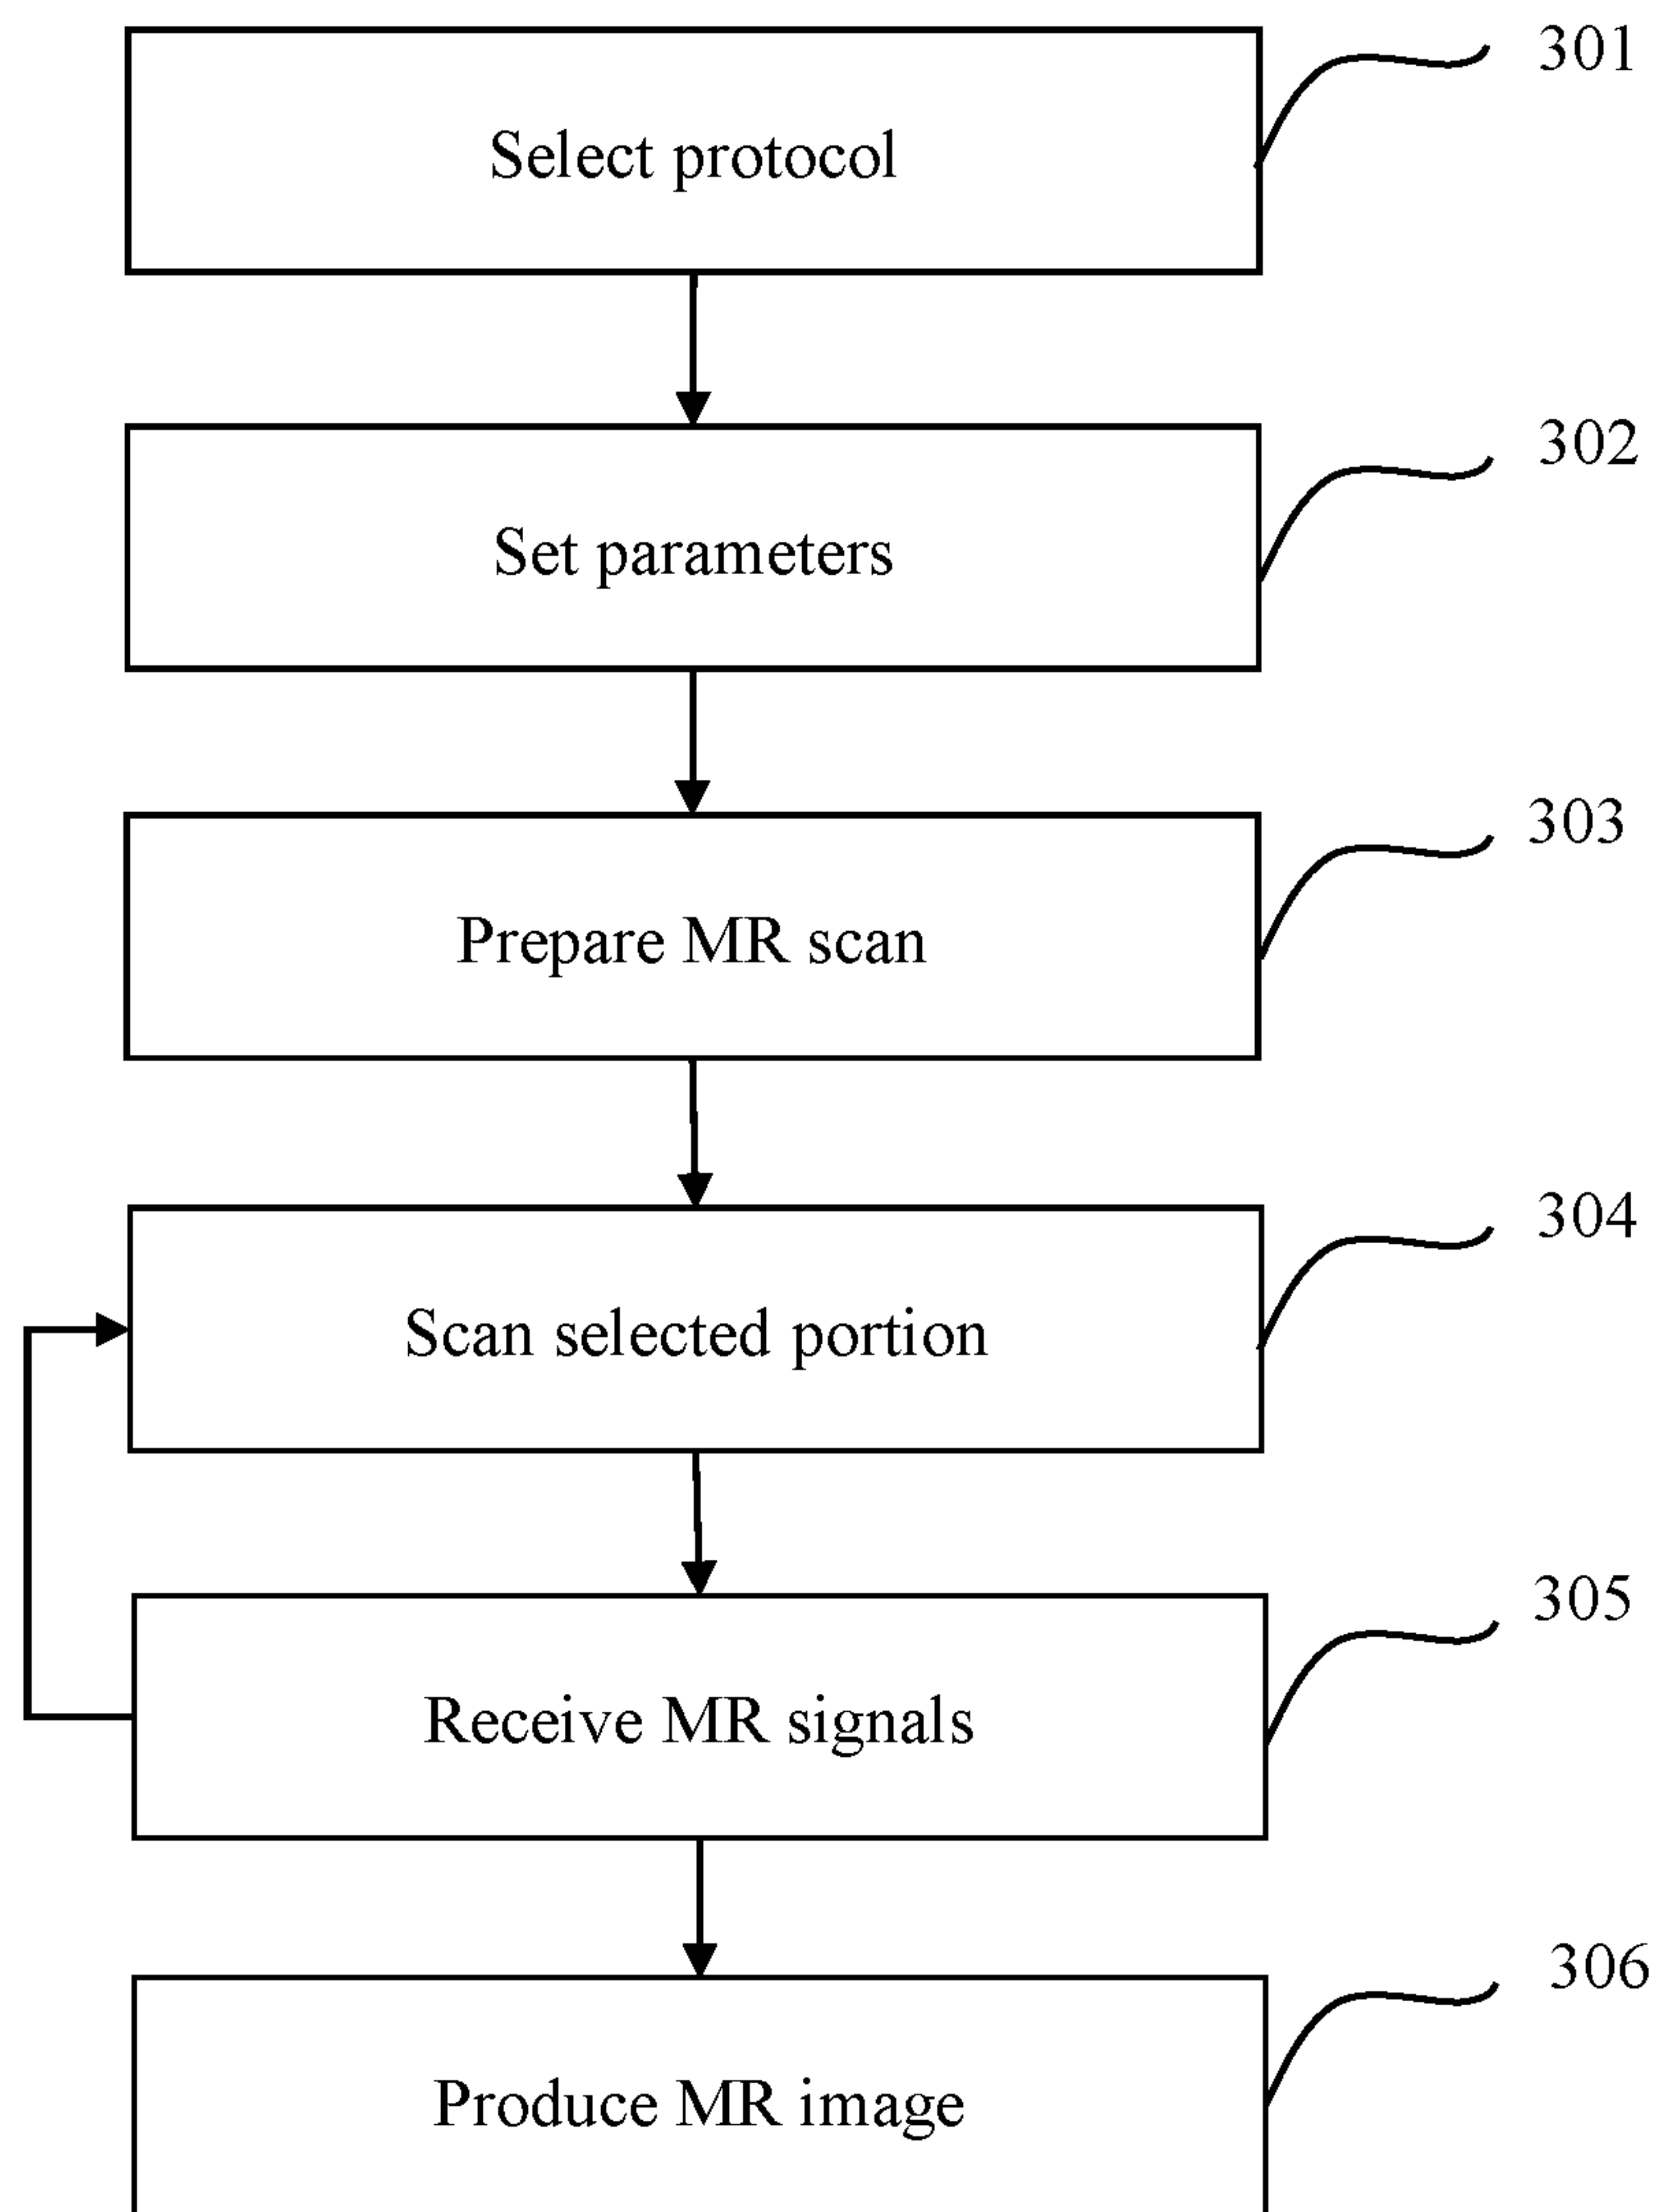 301
Select protocol
302
Set parameters
303
Prepare MR scan
304
Scan selected portion
305
Receive MR signals
306
Produce MR image